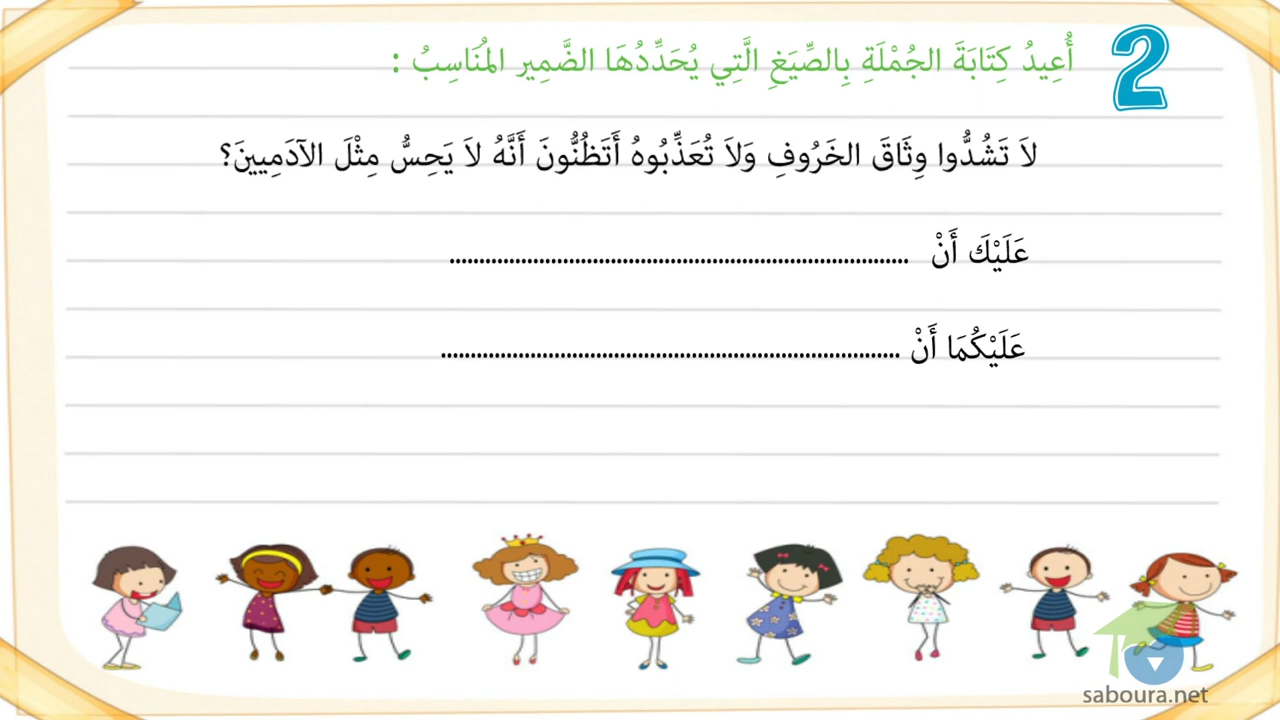 2
أُعِيدُ كِتَابَةَ الجُمْلَةِ بِالصِّيَغِ الَّتِي يُحَدِّدُهَا الضَّمِير المُنَاسِبُ :
لاَ تَشُدُّوا وِثَاقَ الخَرُوفِ وَلاَ تُعَذِّبُوهُ أَتَظُنُّونَ أَنَّهُ لاَ يَحِسُّ مِثْلَ الآدَمِيينَ؟
عَلَيْكَ أَنْ ................................................................................
عَلَيْكُمَا أَنْ ................................................................................
saboura.net